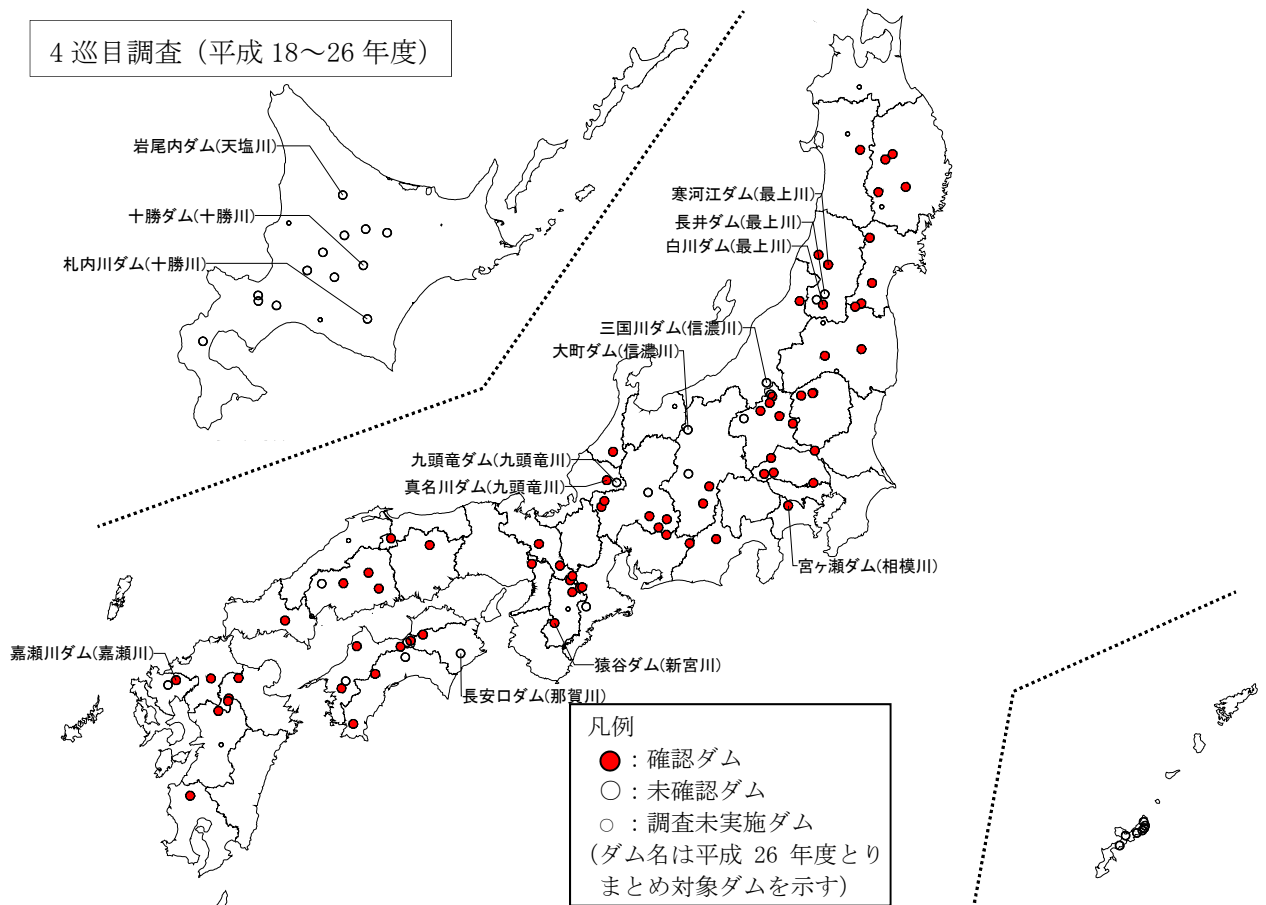 4 巡目調査（平成 18～26 年度）
岩尾内ダム(天塩川)
十勝ダム(十勝川)
札内川ダム(十勝川)
寒河江ダム(最上川)
長井ダム(最上川)
白川ダム(最上川)
三国川ダム(信濃川)
大町ダム(信濃川)
九頭竜ダム(九頭竜川)
真名川ダム(九頭竜川)
宮ヶ瀬ダム(相模川)
猿谷ダム(新宮川)
嘉瀬川ダム(嘉瀬川)
長安口ダム(那賀川)
凡例
：確認ダム
：未確認ダム
：調査未実施ダム
(ダム名は平成 26 年度とり
まとめ対象ダムを示す)